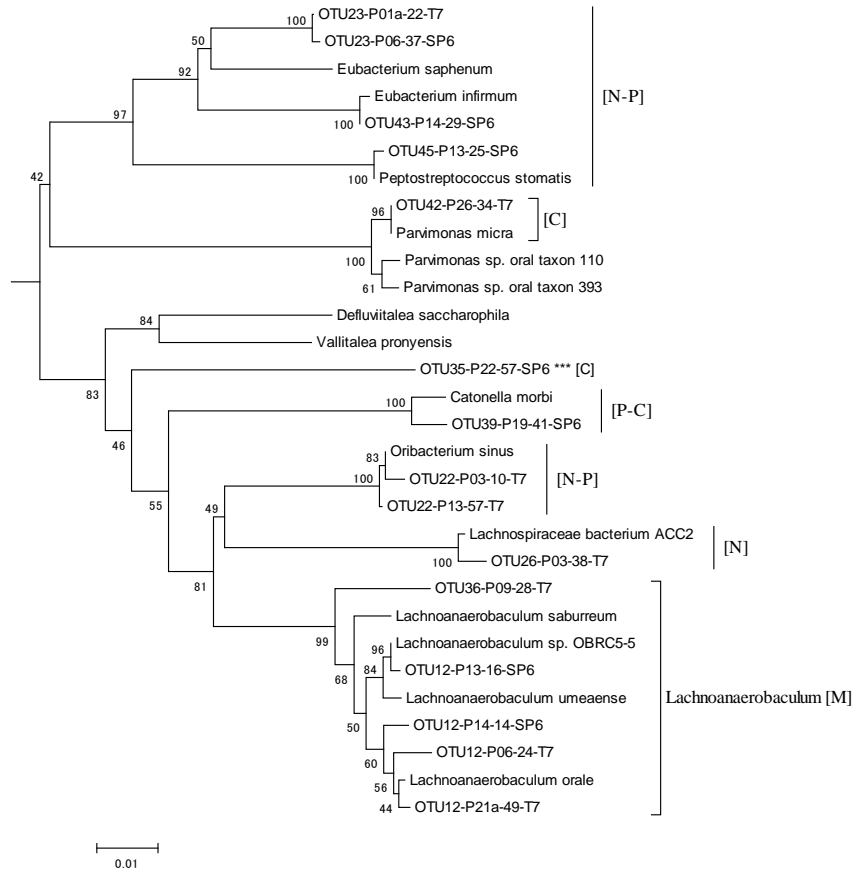 OTU23-P01a-22-T7
100
OTU23-P06-37-SP6
50
Eubacterium saphenum
92
Eubacterium infirmum
[N-P]
97
100
OTU43-P14-29-SP6
OTU45-P13-25-SP6
42
100
Peptostreptococcus stomatis
OTU42-P26-34-T7
96
[C]
Parvimonas micra
100
Parvimonas sp. oral taxon 110
61
Parvimonas sp. oral taxon 393
Defluviitalea saccharophila
84
Vallitalea pronyensis
83
OTU35-P22-57-SP6 *** [C]
Catonella morbi
100
[P-C]
46
OTU39-P19-41-SP6
Oribacterium sinus
83
100
OTU22-P03-10-T7
[N-P]
55
49
OTU22-P13-57-T7
Lachnospiraceae bacterium ACC2
[N]
100
OTU26-P03-38-T7
81
OTU36-P09-28-T7
Lachnoanaerobaculum saburreum
99
Lachnoanaerobaculum sp. OBRC5-5
96
84
OTU12-P13-16-SP6
68
Lachnoanaerobaculum umeaense
Lachnoanaerobaculum [M]
50
OTU12-P14-14-SP6
OTU12-P06-24-T7
60
Lachnoanaerobaculum orale
56
44
OTU12-P21a-49-T7
0.01